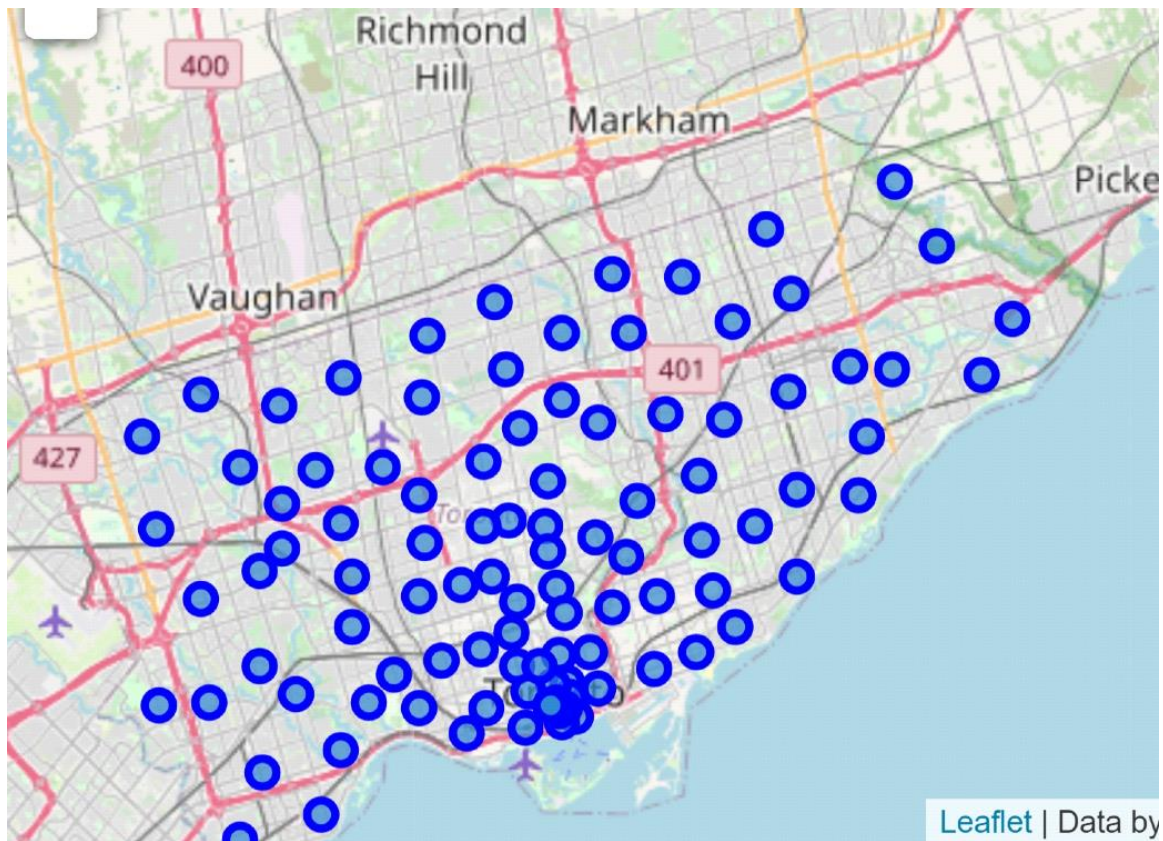 Richmond
Hill
400
Markham
Picke
Vaughan
401
427
Leaflet | Data by